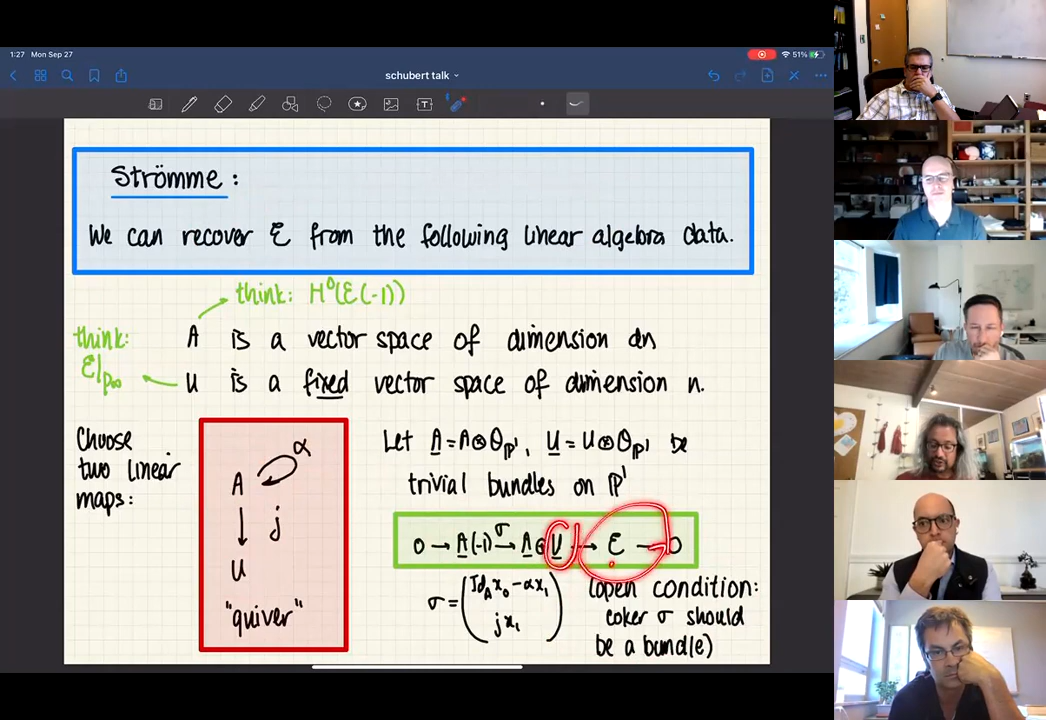 1:27 Mon Sep 27
51%
schubert talk
Strömme:
We can recover ℰ from the following linear algebra data.
think: H⁰(ℰ(-1))
think:
ℰ|p∞
A is a vector space of dimension dn
U is a fixed vector space of dimension n.
Choose
two linear
maps:
A α
j
U
"quiver"
Let A = A⊗O_ℙ¹, U = U⊗O_ℙ¹ be
trivial bundles on ℙ¹
0 → A(-1) σ→ A⊕U → ℰ → 0
σ = ( Id_A x₀ - αx₁
j x₁ )
(open condition:
coker σ should
be a bundle)